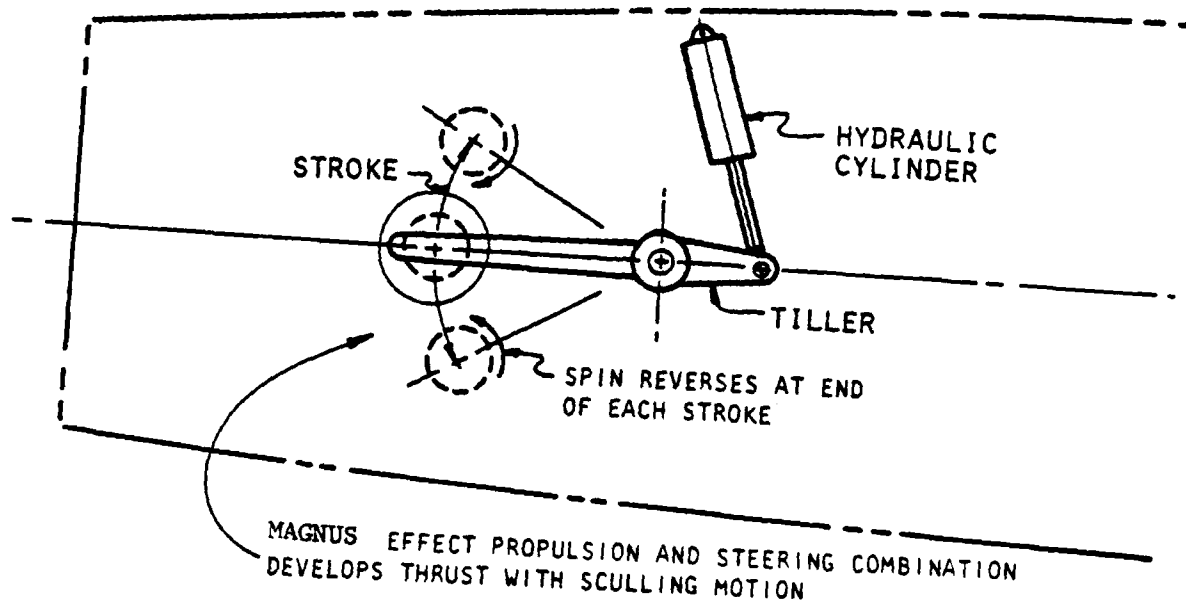 HYDRAULIC
CYLINDER
STROKE
TILLER
SPIN REVERSES AT END
OF EACH STROKE
MAGNUS EFFECT PROPULSION AND STEERING COMBINATION
DEVELOPS THRUST WITH SCULLING MOTION